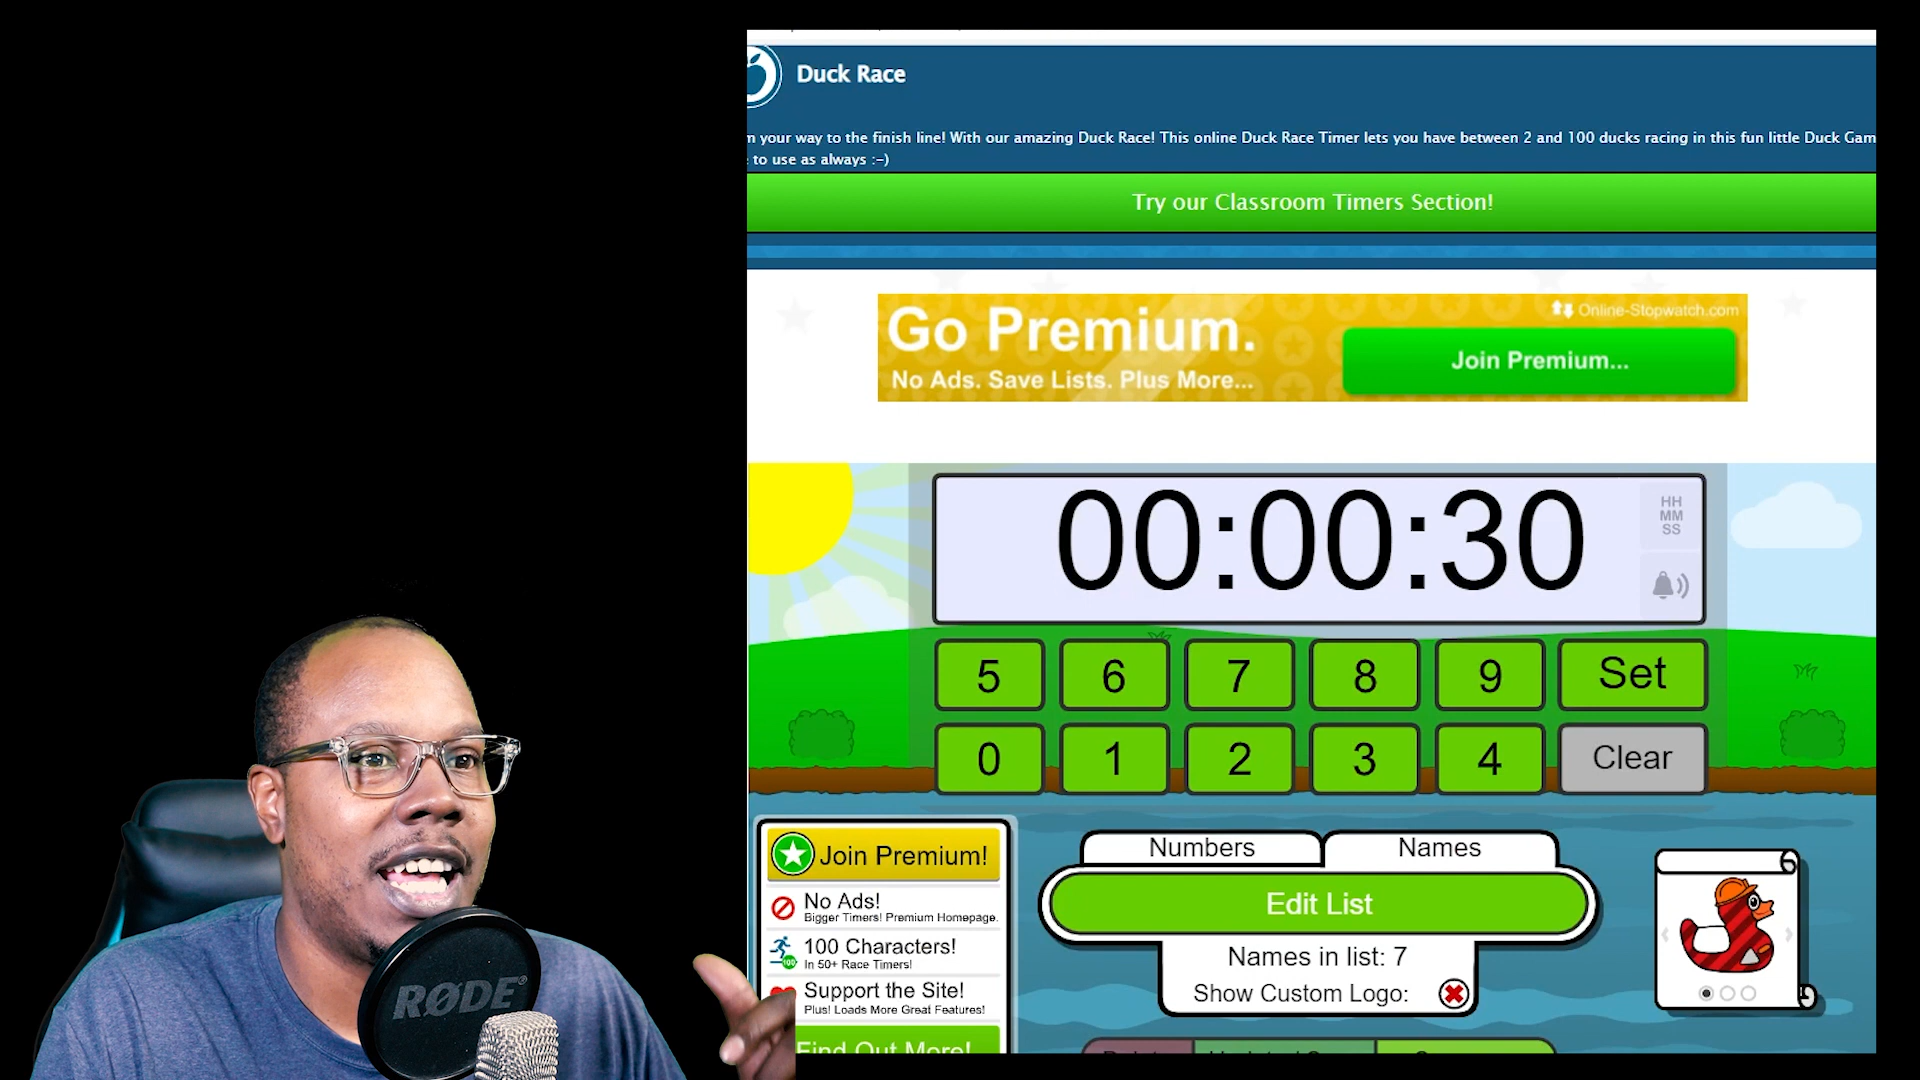 Duck Race
n your way to the finish line! With our amazing Duck Race! This online Duck Race Timer lets you have between 2 and 100 ducks racing in this fun little Duck Gam
to use as always :-)
Try our Classroom Timers Section!
Go Premium.
No Ads. Save Lists. Plus More...
Online-Stopwatch.com
Join Premium...
00:00:30
HH
MM
SS
5 6 7 8 9 Set
0 1 2 3 4 Clear
Join Premium!
No Ads!
Bigger Timers! Premium Homepage.
100 Characters!
In 50+ Race Timers!
Support the Site!
Plus! Loads More Great Features!
Find Out More!
Numbers Names
Edit List
Names in list: 7
Show Custom Logo:
RØDE